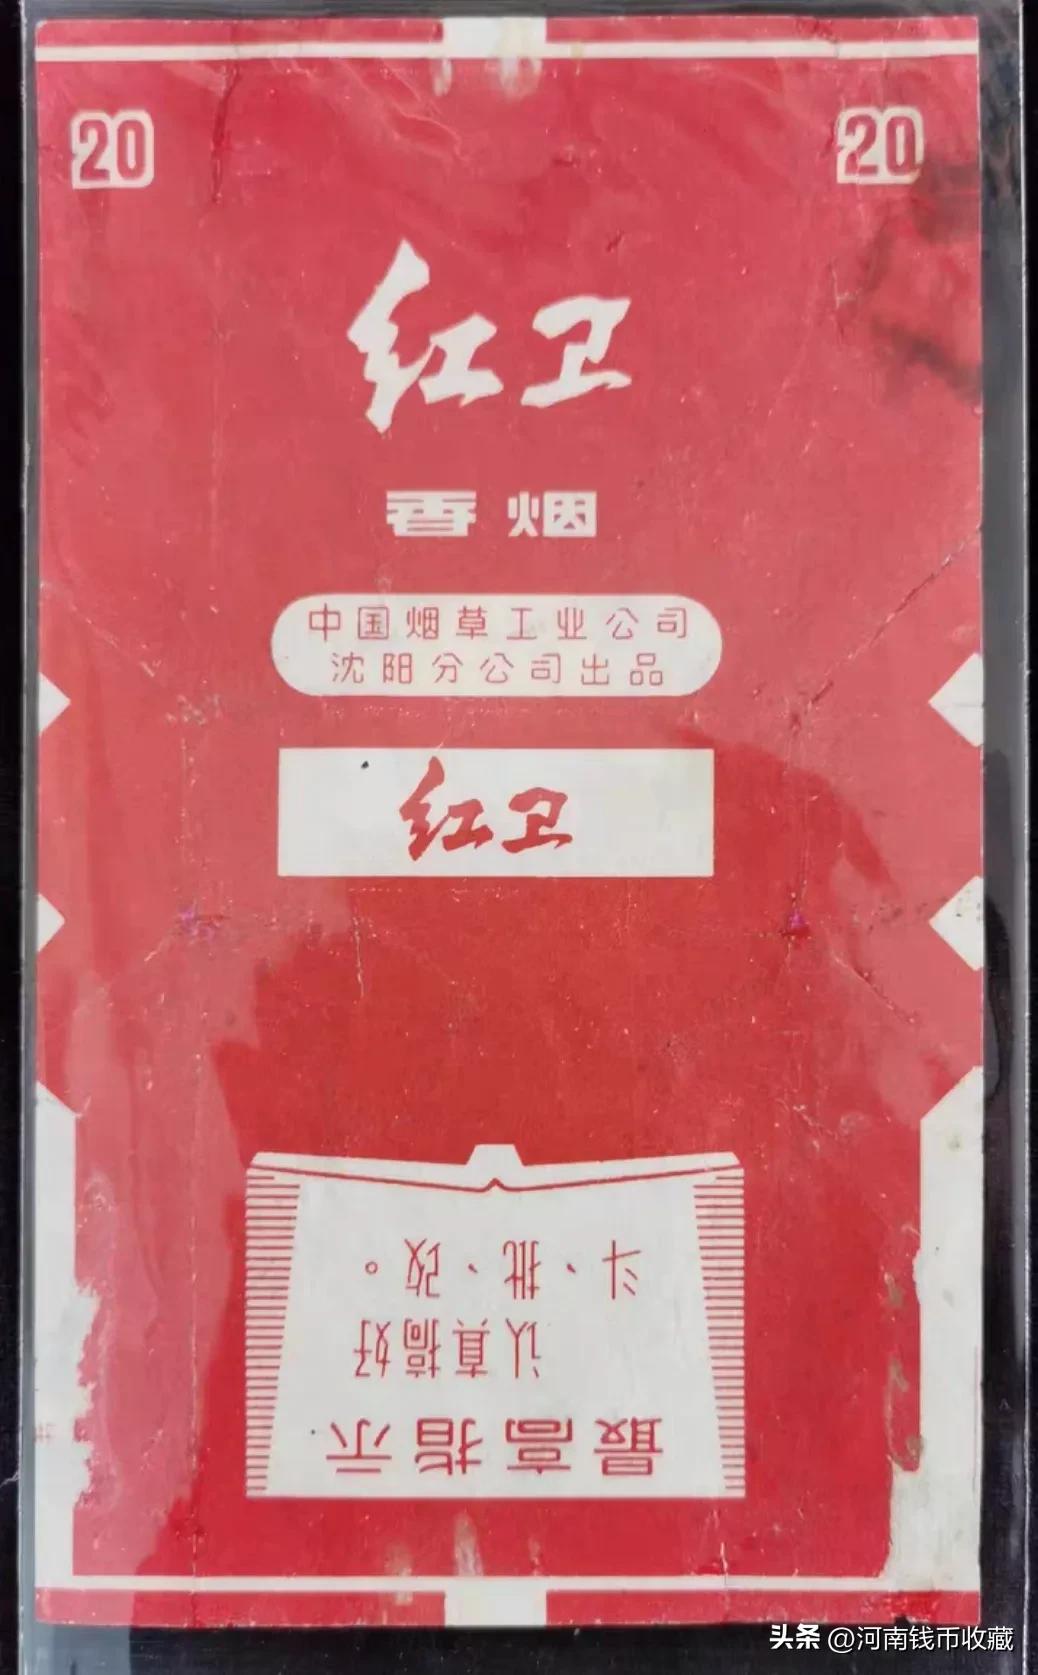 20
20
红卫
香烟
中国烟草工业公司
沈阳分公司出品
红卫
最高指示
认真搞好
斗、批、改。
头条 @河南钱币收藏